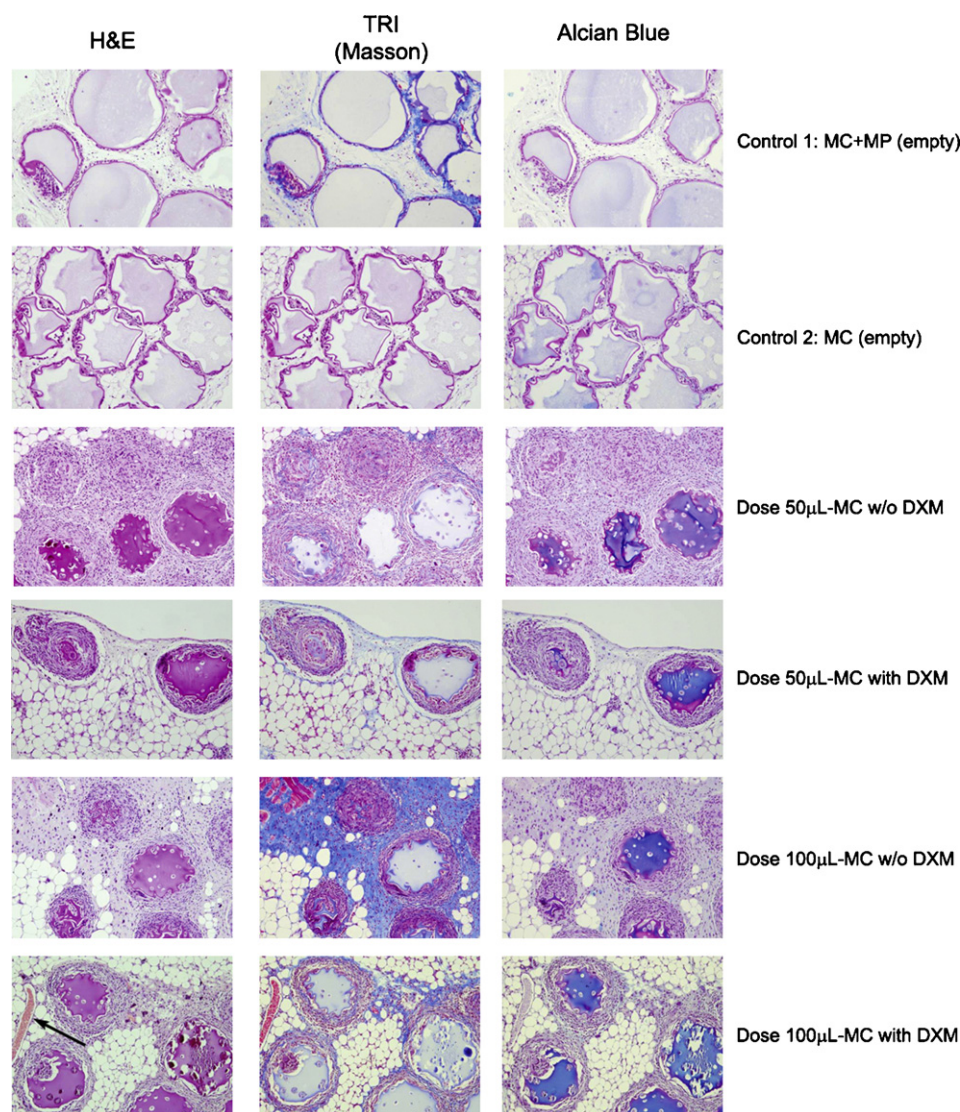 H&E
TRI
(Masson)
Alcian Blue
Control 1: MC+MP (empty)
Control 2: MC (empty)
Dose 50µL-MC w/o DXM
Dose 50µL-MC with DXM
Dose 100µL-MC w/o DXM
Dose 100µL-MC with DXM